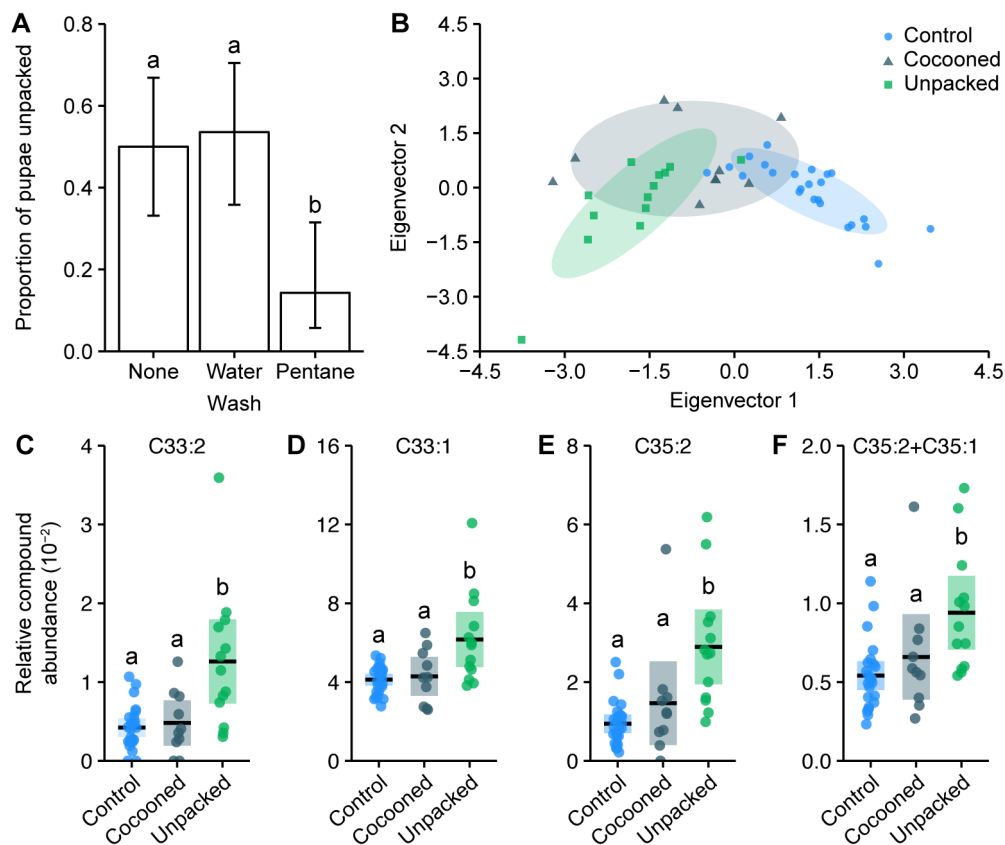 A
Proportion of pupae unpacked
0.8
0.6
0.4
0.2
0.0
a
a
b
None Water Pentane
Wash
B
Eigenvector 2
4.5
3.0
1.5
0.0
−1.5
−3.0
−4.5
−4.5 −3.0 −1.5 0.0 1.5 3.0 4.5
Eigenvector 1
Control
Cocooned
Unpacked
Relative compound
abundance (10⁻²)
C
C33:2
4
3
2
1
0
a
a
b
Control Cocooned Unpacked
D
C33:1
16
12
8
4
0
a
a
b
Control Cocooned Unpacked
E
C35:2
8
6
4
2
0
a
a
b
Control Cocooned Unpacked
F
C35:2+C35:1
2.0
1.5
1.0
0.5
0.0
a
a
b
Control Cocooned Unpacked